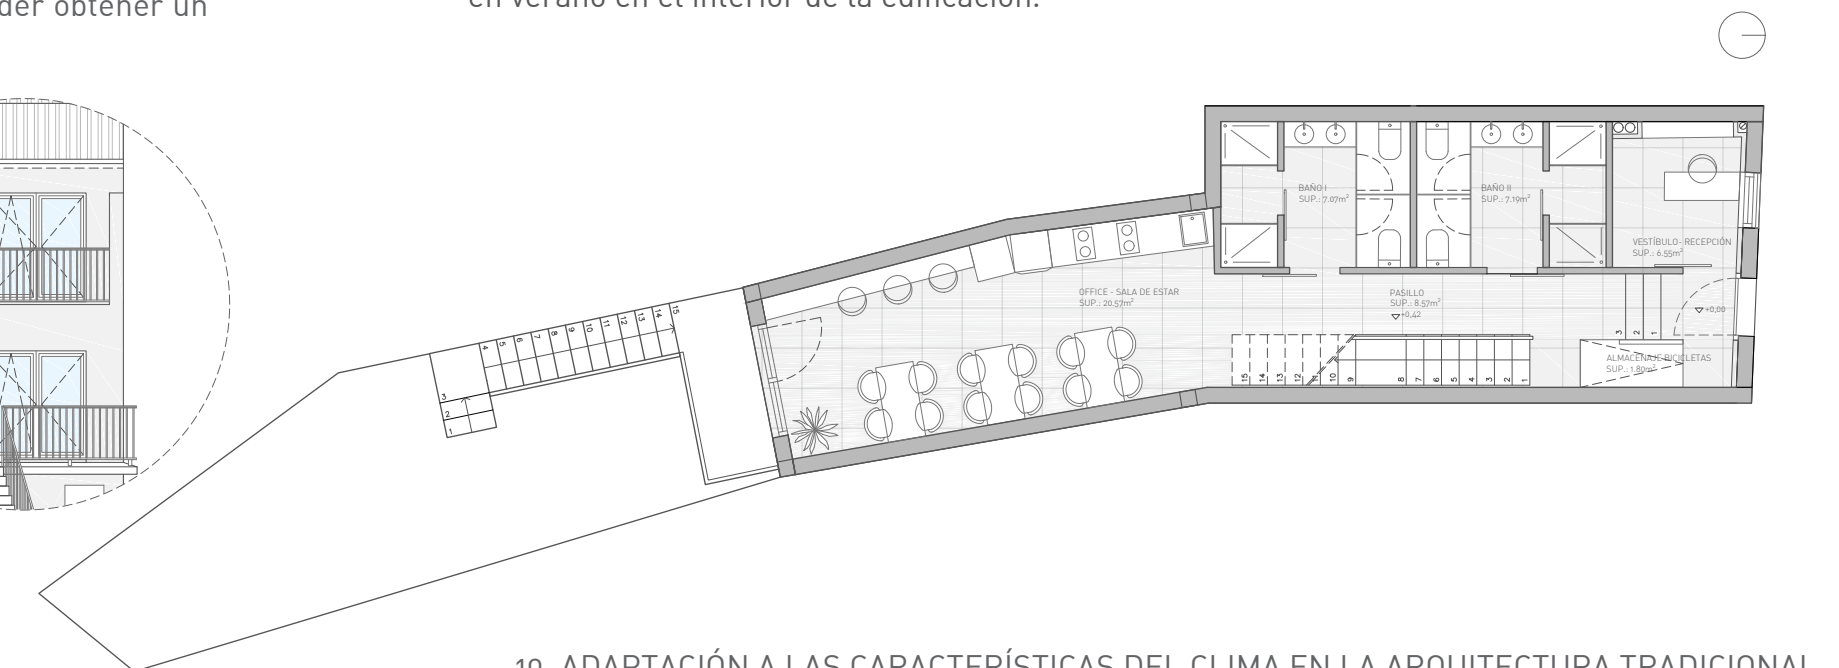 der obtener un
en verano en el interior de la edificación.
BAÑO I
SUP.: 7.07m²
BAÑO II
SUP.: 7.19m²
VESTÍBULO- RECEPCIÓN
SUP.: 6.55m²
OFFICE - SALA DE ESTAR
SUP.: 20.57m²
PASILLO
SUP.: 8.57m²
+0,42
+0,00
3 2 1
ALMACENAJE BICICLETAS
SUP.: 1.80m²
15 14 13 12 11 10 9 8 7 6 5 4 3 2 1
1 2 3 4 5 6 7 8 9 10 11 12 13 14 15
10. ADAPTACIÓN A LAS CARACTERÍSTICAS DEL CLIMA EN LA ARQUITECTURA TRADICIONAL